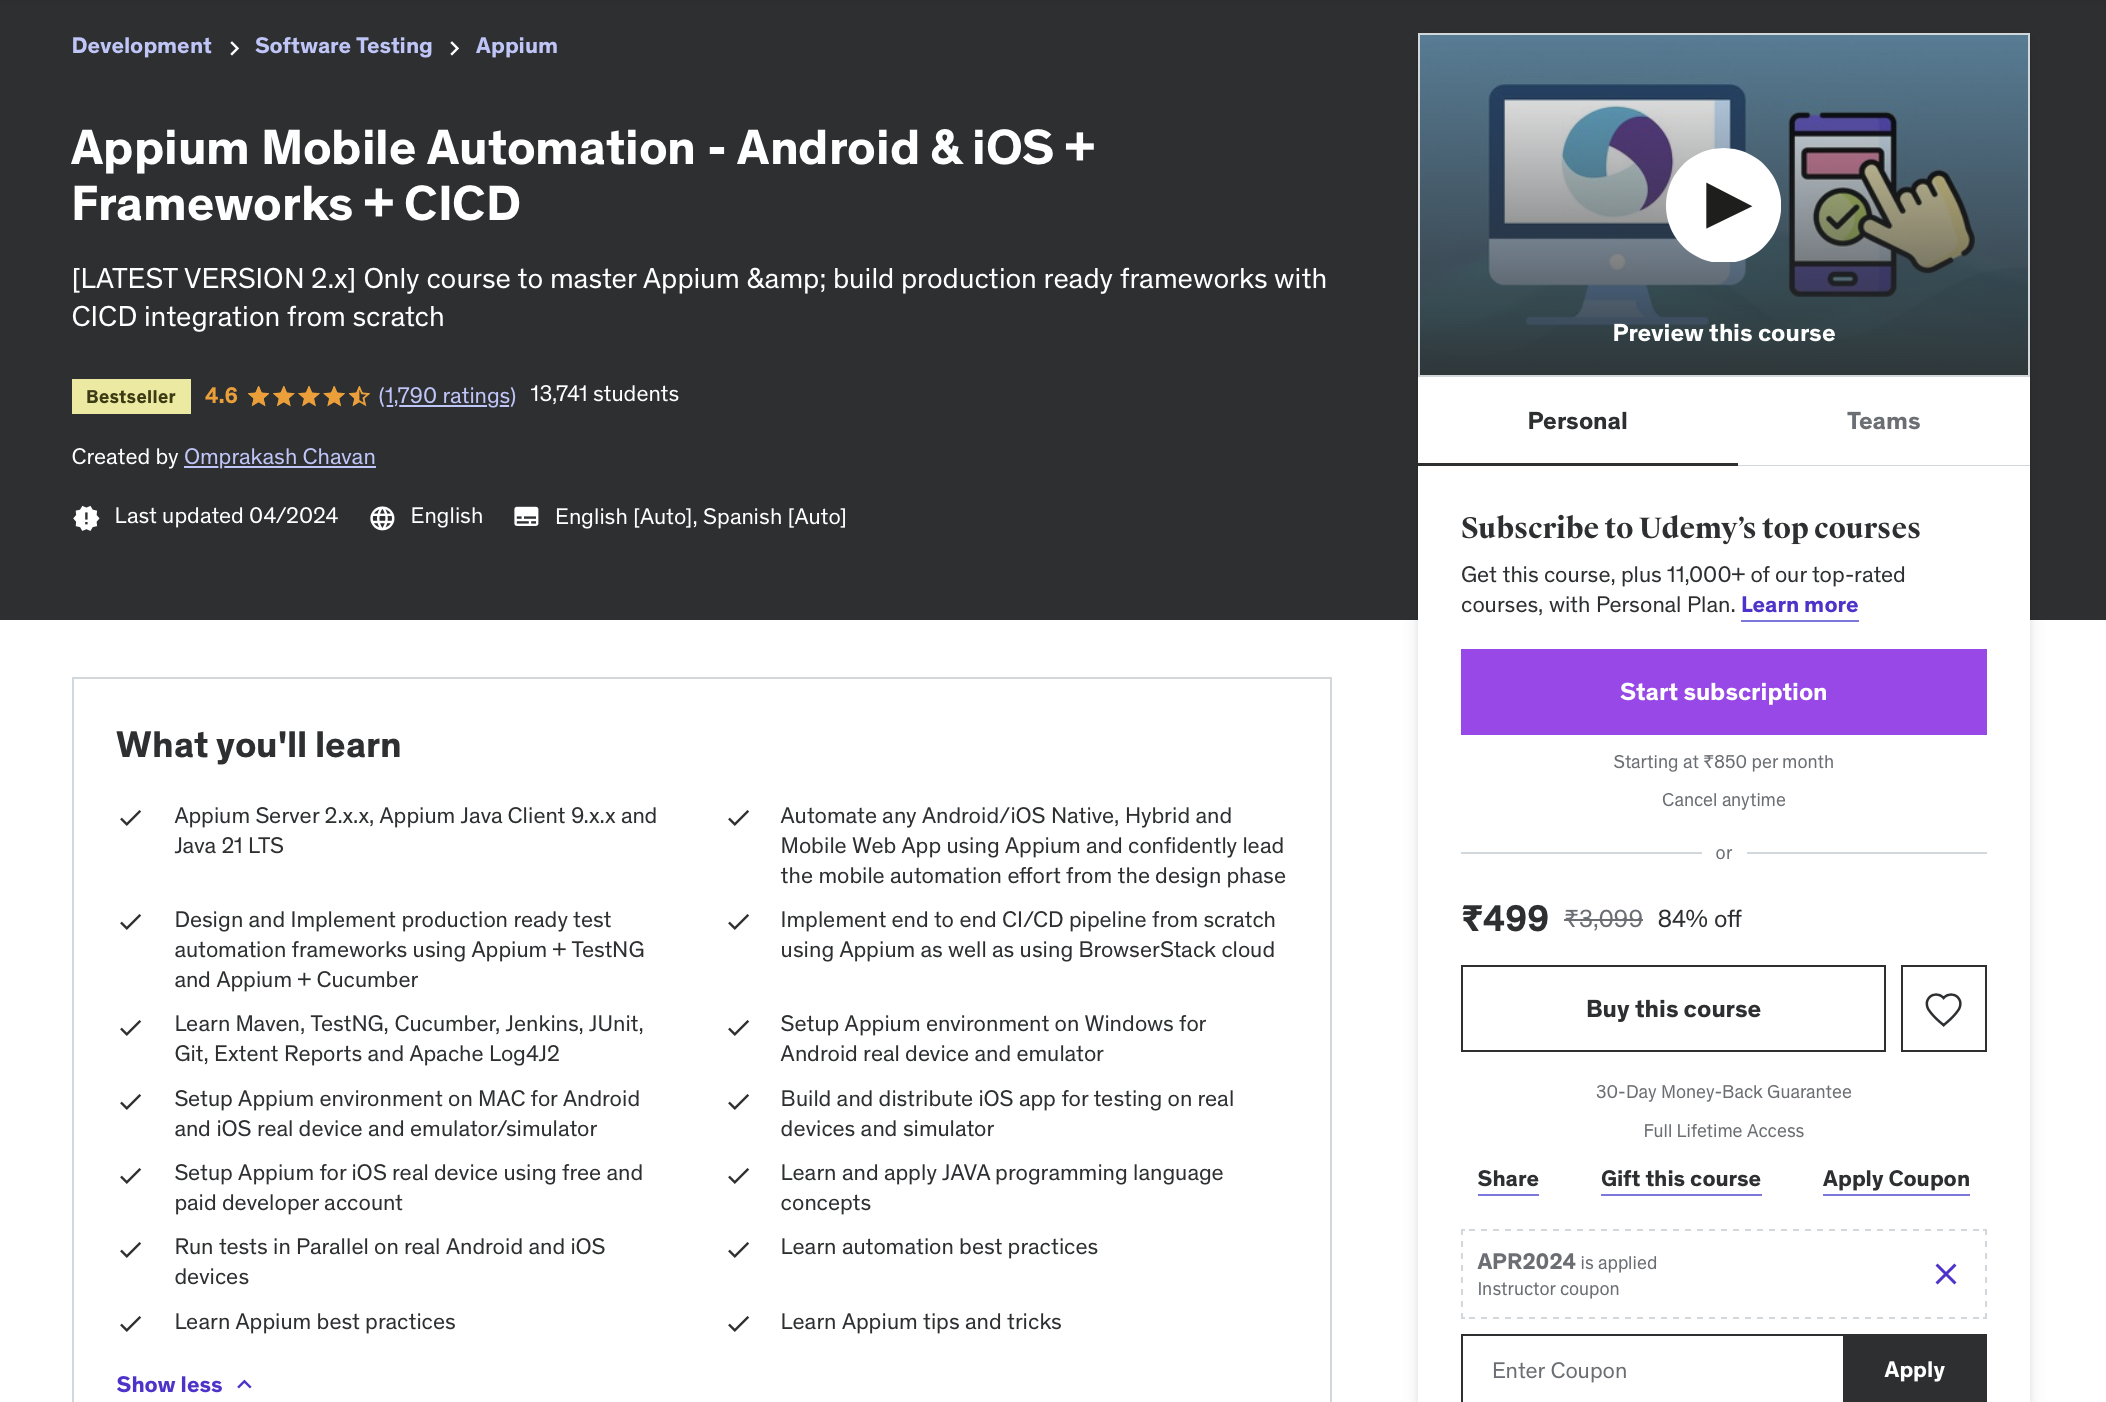 Development > Software Testing > Appium
Appium Mobile Automation - Android & iOS +
Frameworks + CICD
[LATEST VERSION 2.x] Only course to master Appium &amp; build production ready frameworks with
CICD integration from scratch
Bestseller 4.6 (1,790 ratings) 13,741 students
Created by Omprakash Chavan
Last updated 04/2024 English English [Auto], Spanish [Auto]
What you'll learn
Appium Server 2.x.x, Appium Java Client 9.x.x and
Java 21 LTS
Automate any Android/iOS Native, Hybrid and
Mobile Web App using Appium and confidently lead
the mobile automation effort from the design phase
Design and Implement production ready test
automation frameworks using Appium + TestNG
and Appium + Cucumber
Implement end to end CI/CD pipeline from scratch
using Appium as well as using BrowserStack cloud
Learn Maven, TestNG, Cucumber, Jenkins, JUnit,
Git, Extent Reports and Apache Log4J2
Setup Appium environment on Windows for
Android real device and emulator
Setup Appium environment on MAC for Android
and iOS real device and emulator/simulator
Build and distribute iOS app for testing on real
devices and simulator
Setup Appium for iOS real device using free and
paid developer account
Learn and apply JAVA programming language
concepts
Run tests in Parallel on real Android and iOS
devices
Learn automation best practices
Learn Appium best practices
Learn Appium tips and tricks
Show less
Preview this course
Personal Teams
Subscribe to Udemy’s top courses
Get this course, plus 11,000+ of our top-rated
courses, with Personal Plan. Learn more
Start subscription
Starting at ₹850 per month
Cancel anytime
or
₹499 ₹3,099 84% off
Buy this course
30-Day Money-Back Guarantee
Full Lifetime Access
Share Gift this course Apply Coupon
APR2024 is applied
Instructor coupon
Enter Coupon Apply